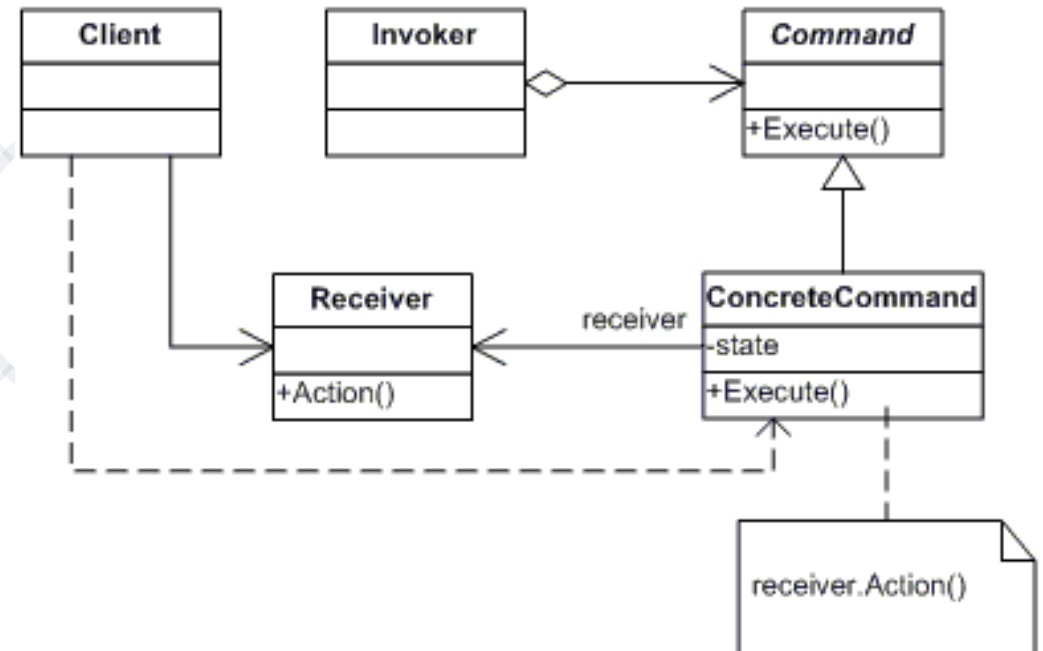 Client
Invoker
Command
+Execute()
Receiver
+Action()
receiver
ConcreteCommand
-state
+Execute()
receiver.Action()